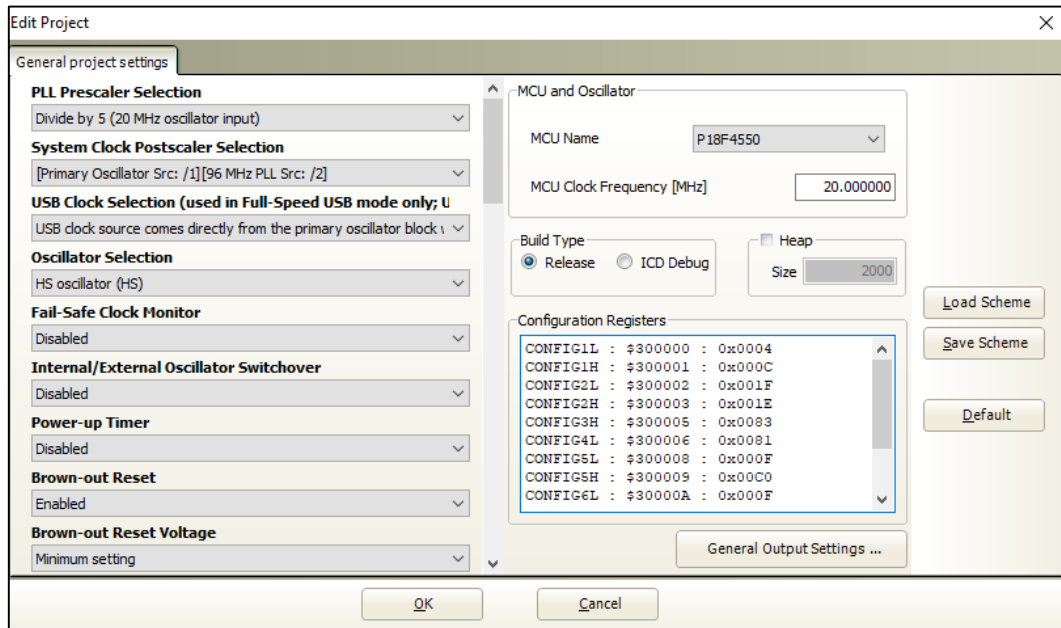 Edit Project
General project settings
PLL Prescaler Selection
Divide by 5 (20 MHz oscillator input)
System Clock Postscaler Selection
[Primary Oscillator Src: /1][96 MHz PLL Src: /2]
USB Clock Selection (used in Full-Speed USB mode only; U
USB clock source comes directly from the primary oscillator block
Oscillator Selection
HS oscillator (HS)
Fail-Safe Clock Monitor
Disabled
Internal/External Oscillator Switchover
Disabled
Power-up Timer
Disabled
Brown-out Reset
Enabled
Brown-out Reset Voltage
Minimum setting
MCU and Oscillator
MCU Name P18F4550
MCU Clock Frequency [MHz] 20.000000
Build Type
Release ICD Debug
Heap
Size 2000
Configuration Registers
CONFIG1L : $300000 : 0x0004
CONFIG1H : $300001 : 0x000C
CONFIG2L : $300002 : 0x001F
CONFIG2H : $300003 : 0x001E
CONFIG3H : $300005 : 0x0083
CONFIG4L : $300006 : 0x0081
CONFIG5L : $300008 : 0x000F
CONFIG5H : $300009 : 0x00C0
CONFIG6L : $30000A : 0x000F
General Output Settings ...
Load Scheme
Save Scheme
Default
OK
Cancel